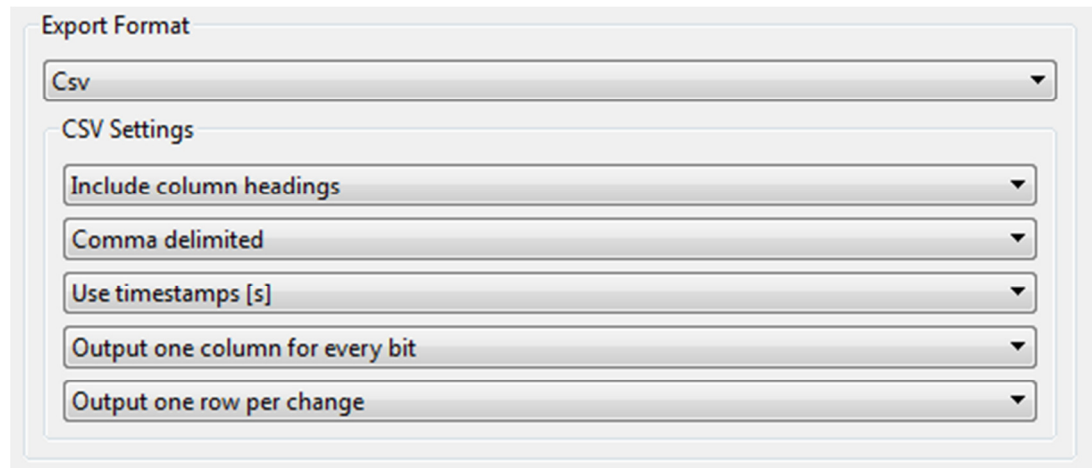 Export Format
Csv
CSV Settings
Include column headings
Comma delimited
Use timestamps [s]
Output one column for every bit
Output one row per change